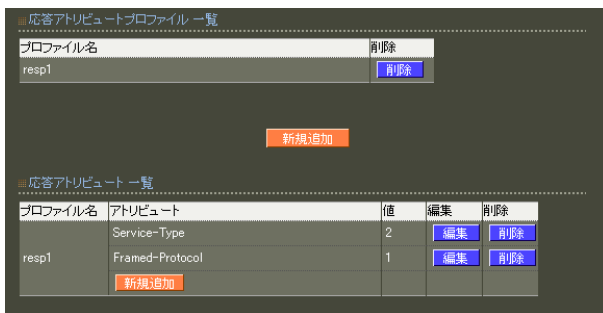 応答アトリビュートプロファイル 一覧
プロファイル名 削除
resp1 削除
新規追加
応答アトリビュート 一覧
プロファイル名 アトリビュート 値 編集 削除
Service-Type 2 編集 削除
resp1 Framed-Protocol 1 編集 削除
新規追加